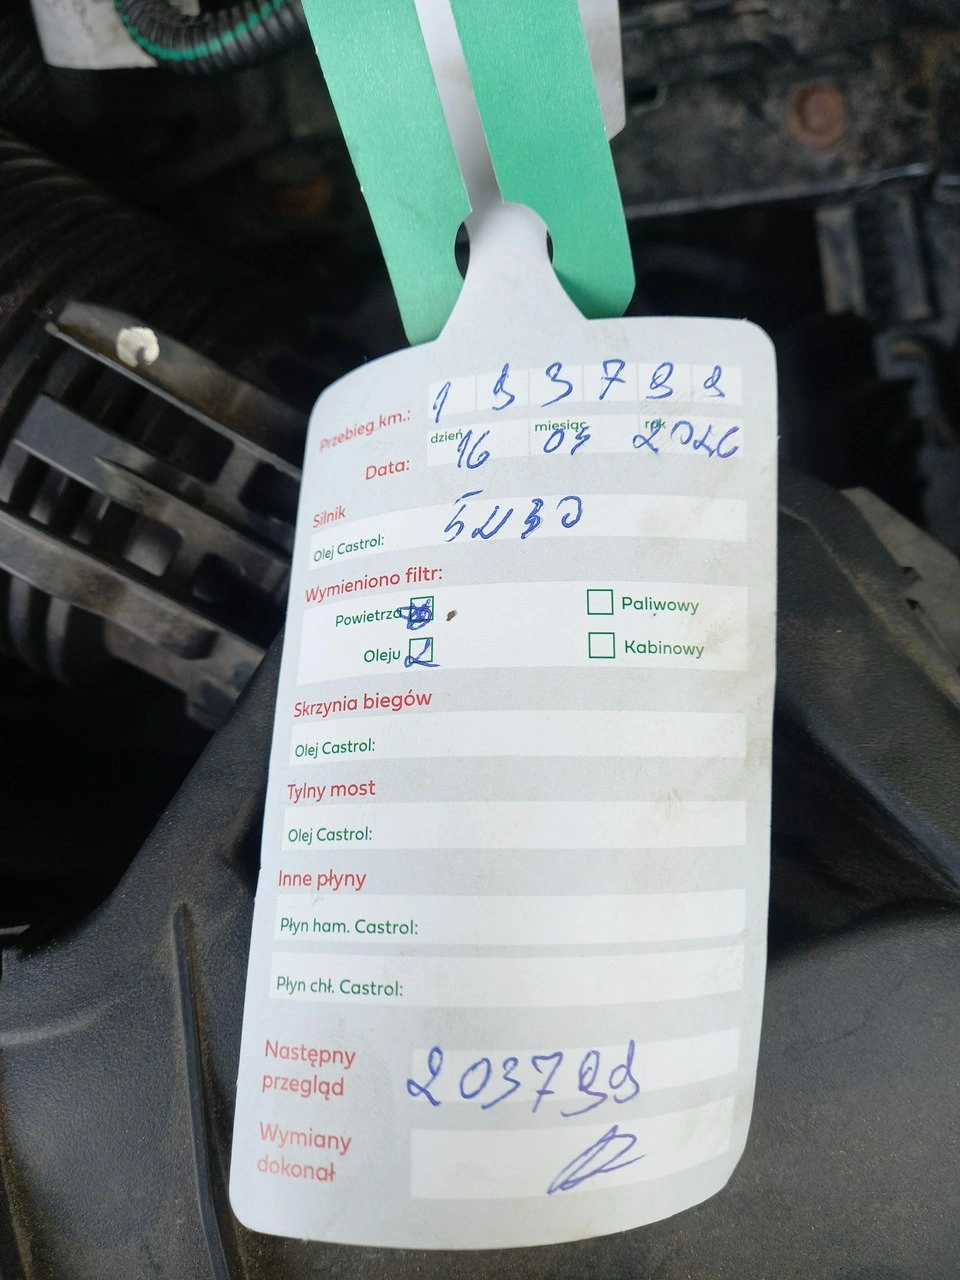 Przebieg km.: 193799
dzień miesiąc rok
Data: 16 04 2026
Silnik
Olej Castrol: 5W30
Wymieniono filtr:
Powietrza Paliwowy
Oleju Kabinowy
Skrzynia biegów
Olej Castrol:
Tylny most
Olej Castrol:
Inne płyny
Płyn ham. Castrol:
Płyn chł. Castrol:
Następny
przegląd 203799
Wymiany
dokonał